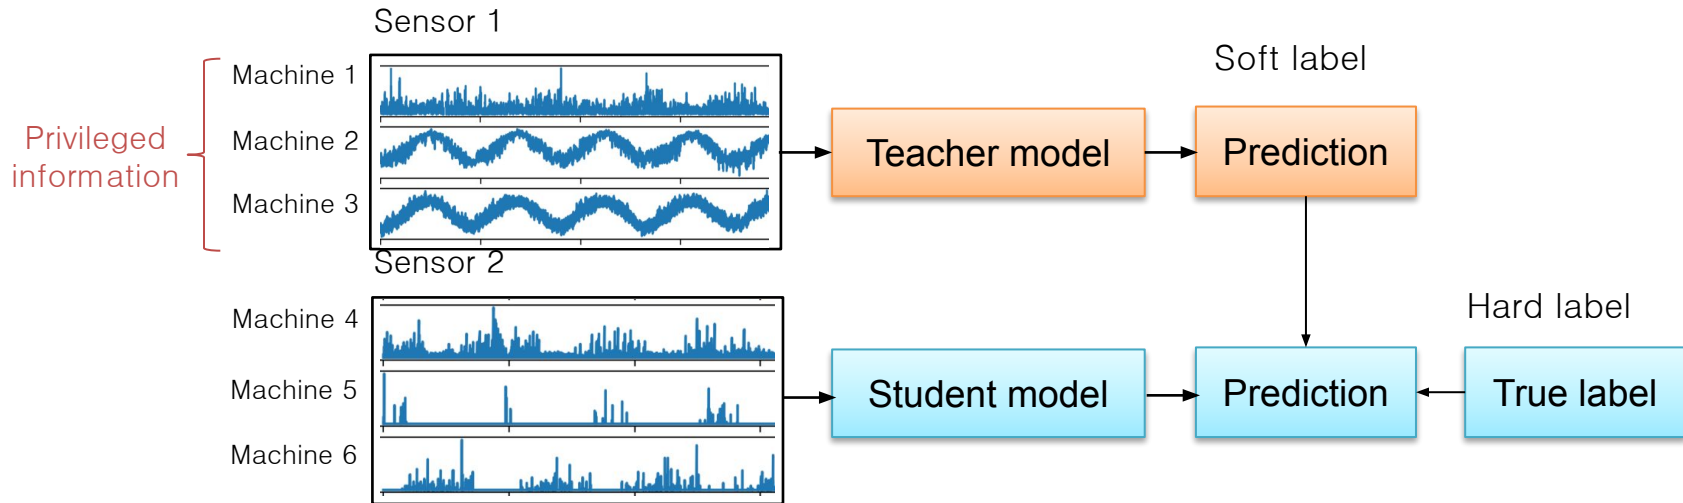 Sensor 1
Machine 1
Machine 2
Machine 3
Privileged
information
Teacher model
Soft label
Prediction
Sensor 2
Machine 4
Machine 5
Machine 6
Student model
Prediction
Hard label
True label